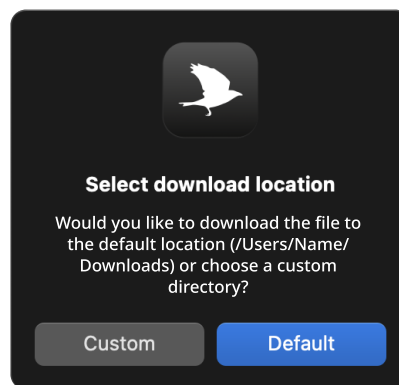 Select download location
Would you like to download the file to
the default location (/Users/Name/
Downloads) or choose a custom
directory?
Custom
Default